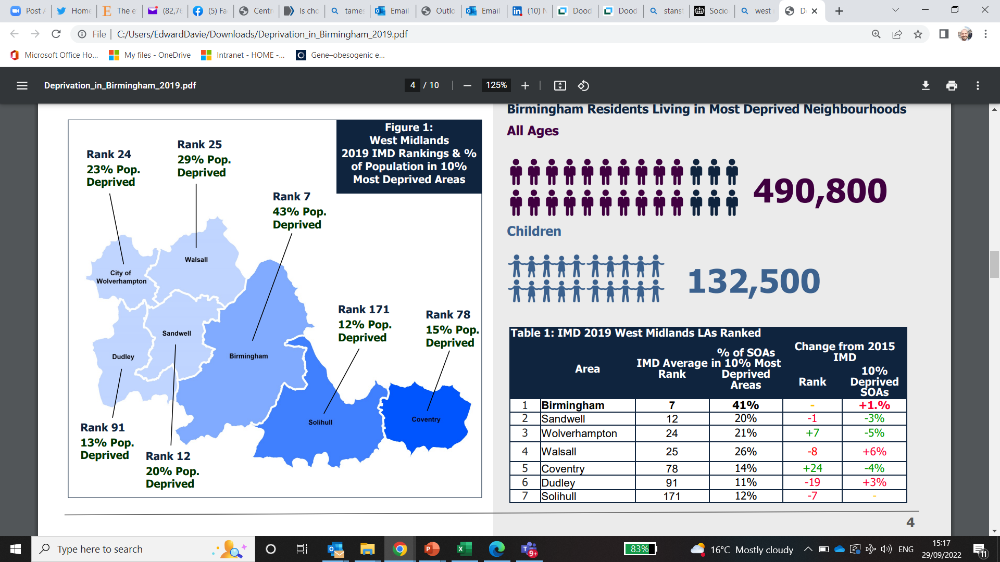 Post
Home
The e
(82,76
(5) Fa
Centr
Is cho
tames
Email
Outlo
Email
(10) N
Dood
Dood
stanst
Socio
west
D
File
C:/Users/EdwardDavie/Downloads/Deprivation_in_Birmingham_2019.pdf
Microsoft Office Ho...
My files - OneDrive
Intranet - HOME -...
Gene–obesogenic e...
Deprivation_in_Birmingham_2019.pdf
4 / 10
125%
Figure 1:
West Midlands
2019 IMD Rankings & %
of Population in 10%
Most Deprived Areas
Rank 24
23% Pop.
Deprived
Rank 25
29% Pop.
Deprived
Rank 7
43% Pop.
Deprived
Walsall
City of
Wolverhampton
Rank 171
12% Pop.
Deprived
Rank 78
15% Pop.
Deprived
Sandwell
Dudley
Birmingham
Solihull
Coventry
Rank 91
13% Pop.
Deprived
Rank 12
20% Pop.
Deprived
Birmingham Residents Living in Most Deprived Neighbourhoods
All Ages
490,800
Children
132,500
Table 1: IMD 2019 West Midlands LAs Ranked
Area
IMD Average Rank
% of SOAs in 10% Most Deprived Areas
Change from 2015 IMD
Rank
10% Deprived SOAs
1 Birmingham 7 41% - +1.%
2 Sandwell 12 20% -1 -3%
3 Wolverhampton 24 21% +7 -5%
4 Walsall 25 26% -8 +6%
5 Coventry 78 14% +24 -4%
6 Dudley 91 11% -19 +3%
7 Solihull 171 12% -7 -
4
Type here to search
9+
83%
16°C Mostly cloudy
ENG
15:17
29/09/2022
11